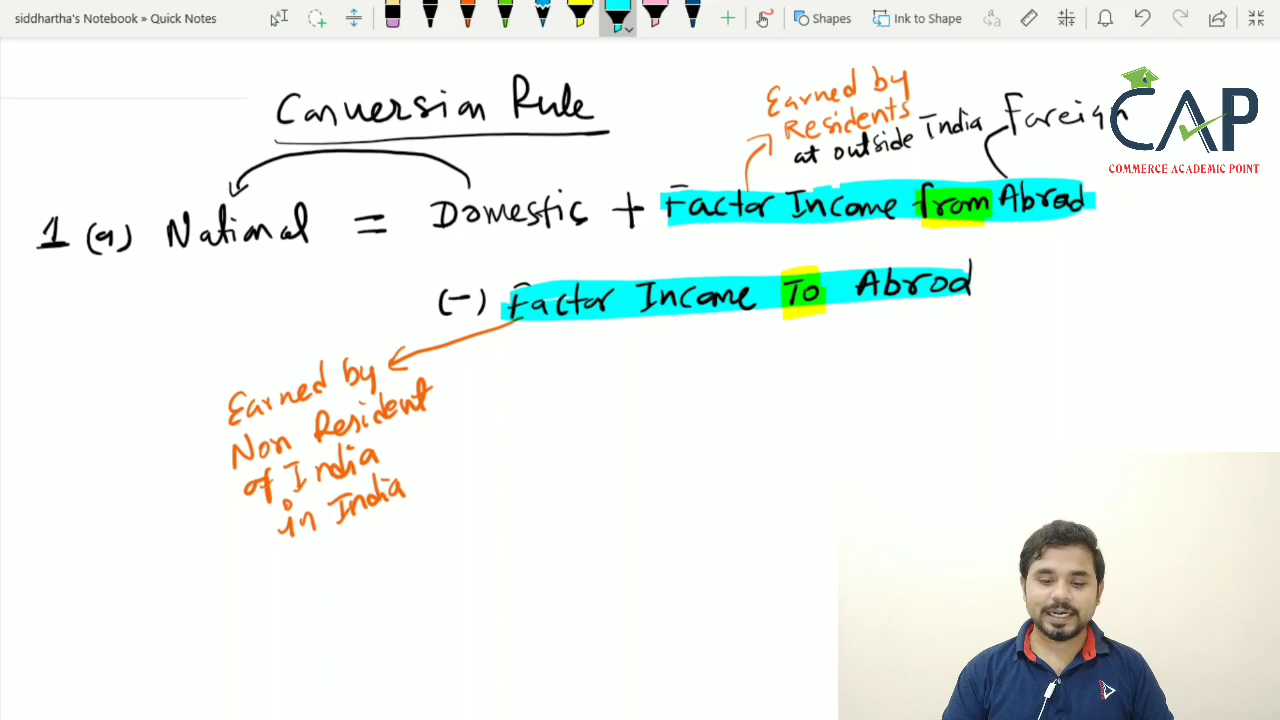 siddhartha's Notebook » Quick Notes
Shapes
Ink to Shape
Conversion Rule
Earned by
Residents
at outside India
Foreign
CAP
COMMERCE ACADEMIC POINT
1 (a) National = Domestic + Factor Income from Abrod
(-) Factor Income To Abrod
Earned by
Non Resident
of India
in India